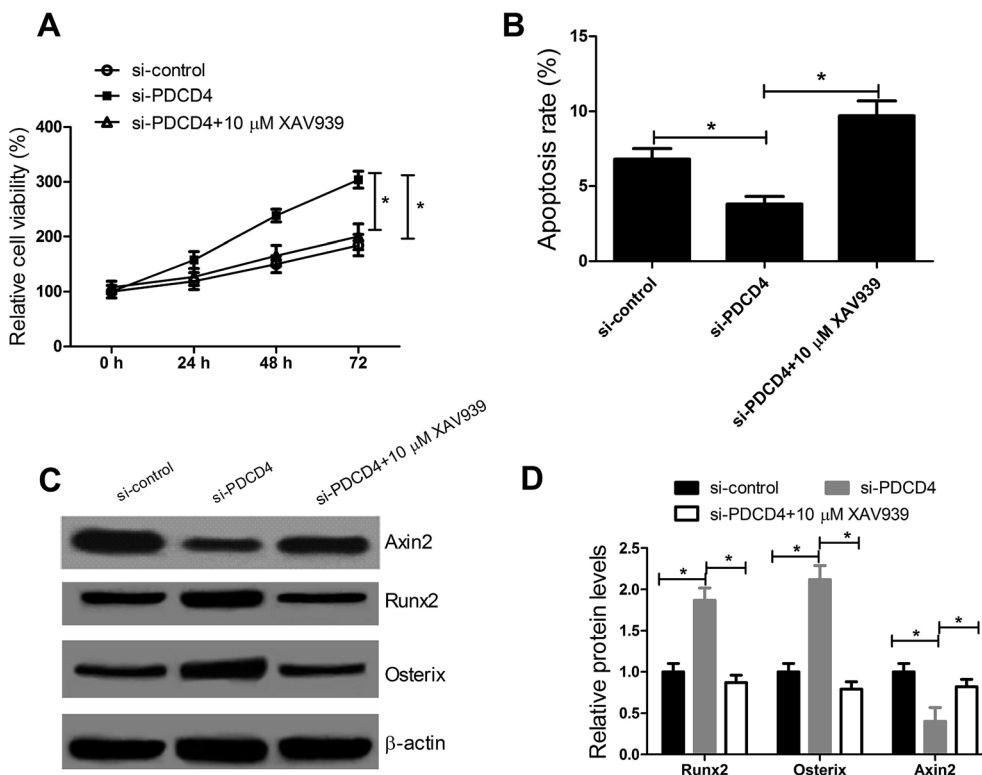 A
si-control
si-PDCD4
si-PDCD4+10 μM XAV939
Relative cell viability (%)
400
300
200
100
0
0 h
24 h
48 h
72
*
*
B
Apoptosis rate (%)
15
10
5
0
*
*
si-control
si-PDCD4
si-PDCD4+10 μM XAV939
C
si-control
si-PDCD4
si-PDCD4+10 μM XAV939
Axin2
Runx2
Osterix
β-actin
D
si-control
si-PDCD4
si-PDCD4+10 μM XAV939
Relative protein levels
2.5
2.0
1.5
1.0
0.5
0.0
*
*
*
*
*
*
Runx2
Osterix
Axin2